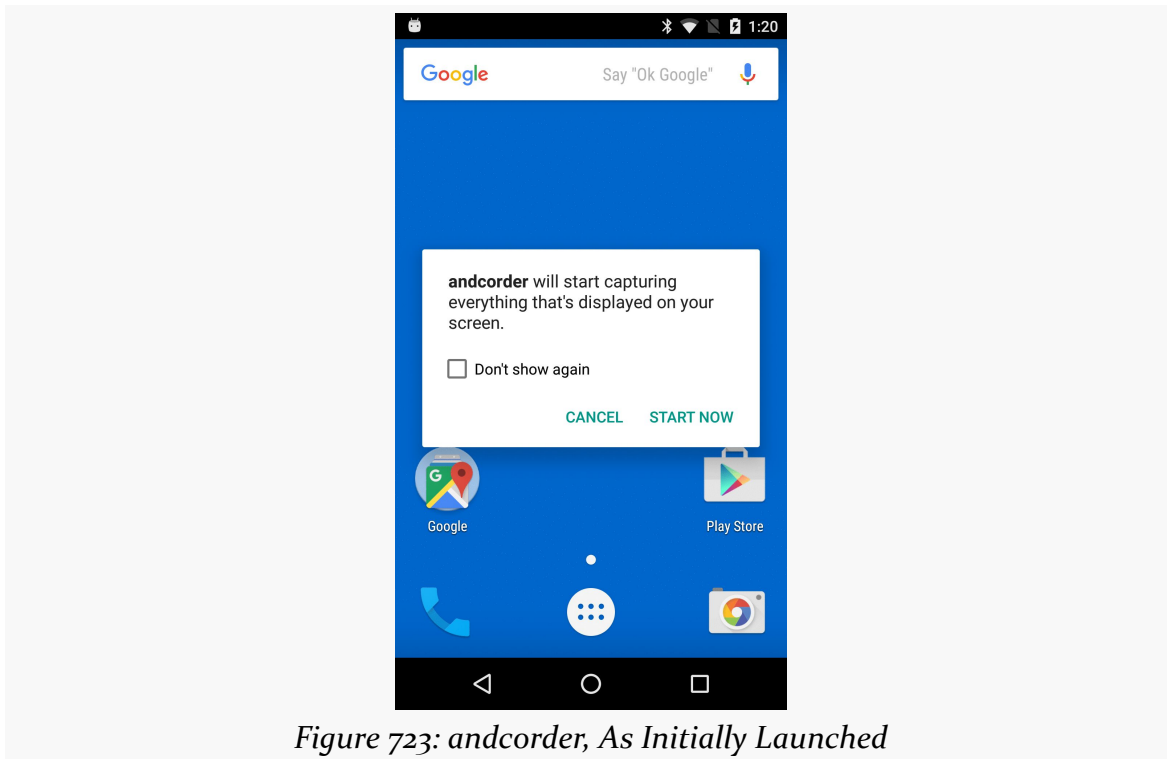 1:20
Google
Say "Ok Google"
andcorder will start capturing
everything that's displayed on your
screen.
Don't show again
CANCEL START NOW
G
Google
Play Store
Figure 723: andcorder, As Initially Launched